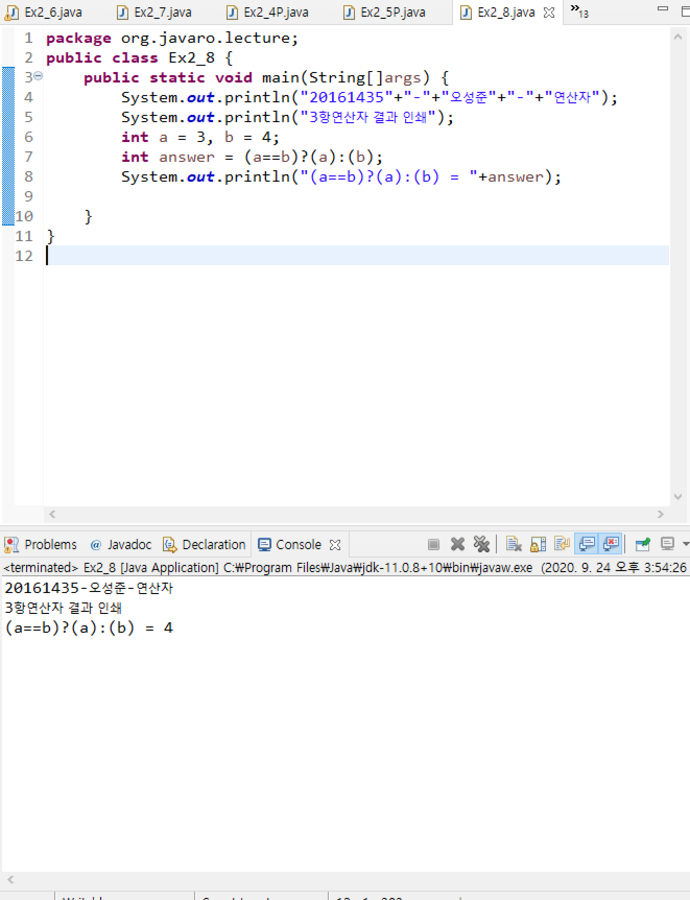 Ex2_6.java Ex2_7.java Ex2_4P.java Ex2_5P.java Ex2_8.java »13
1 package org.javaro.lecture;
2 public class Ex2_8 {
3 public static void main(String[]args) {
4 System.out.println("20161435"+"-"+"오성준"+"-"+"연산자");
5 System.out.println("3항연산자 결과 인쇄");
6 int a = 3, b = 4;
7 int answer = (a==b)?(a):(b);
8 System.out.println("(a==b)?(a):(b) = "+answer);
9
10 }
11 }
12
Problems @ Javadoc Declaration Console
<terminated> Ex2_8 [Java Application] C:₩Program Files₩Java₩jdk-11.0.8+10₩bin₩javaw.exe (2020. 9. 24 오후 3:54:26
20161435-오성준-연산자
3항연산자 결과 인쇄
(a==b)?(a):(b) = 4